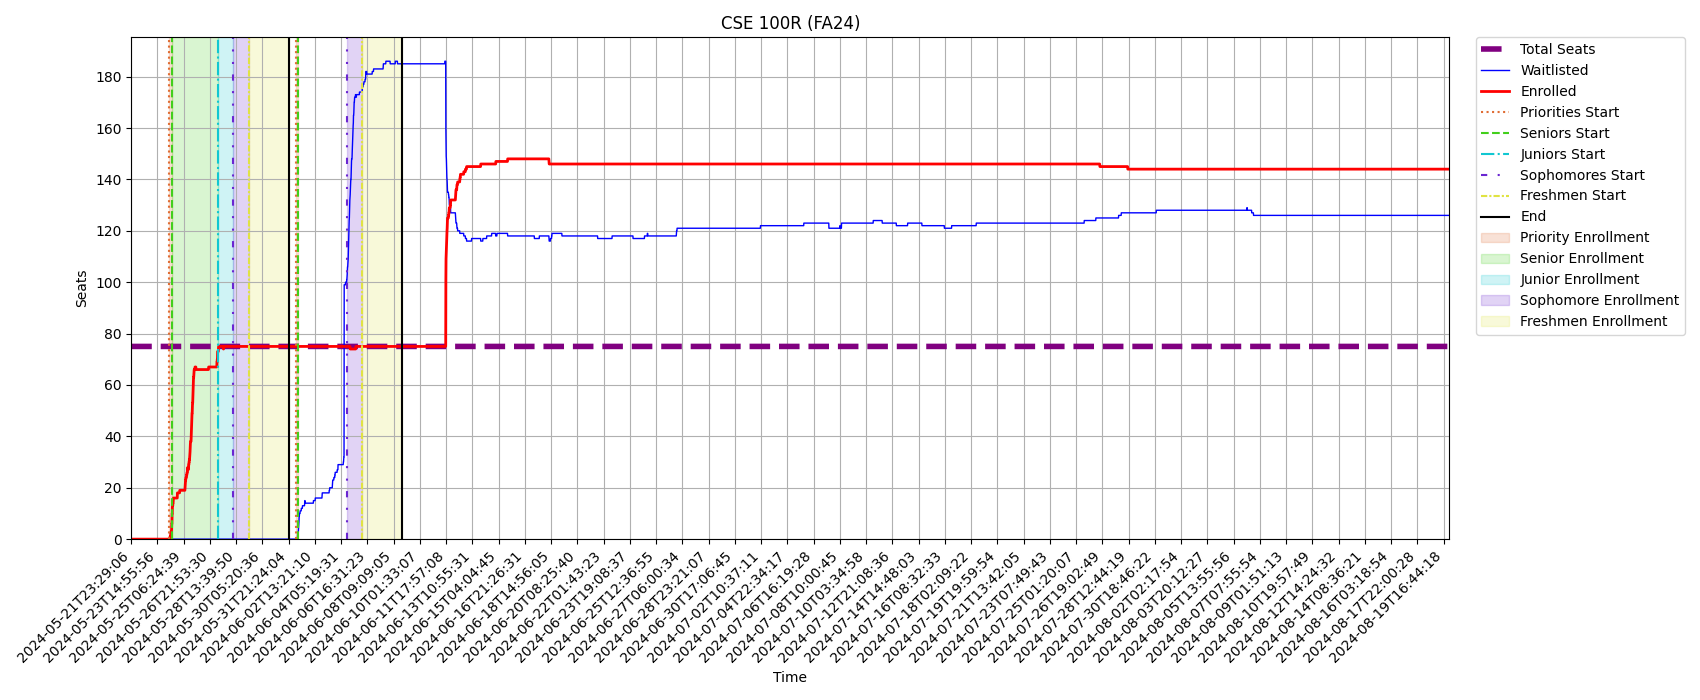 CSE 100R (FA24)
Seats
180
160
140
120
100
80
60
40
20
0
2024-05-21T23:29:06
2024-05-23T14:55:56
2024-05-25T06:24:39
2024-05-26T21:53:30
2024-05-28T13:39:50
2024-05-30T05:20:36
2024-05-31T21:24:04
2024-06-02T13:21:10
2024-06-04T05:19:31
2024-06-06T16:31:23
2024-06-08T09:09:05
2024-06-10T01:33:07
2024-06-11T17:57:08
2024-06-13T10:55:31
2024-06-15T04:04:45
2024-06-16T21:26:31
2024-06-18T14:56:05
2024-06-20T08:25:40
2024-06-22T01:43:23
2024-06-23T19:08:37
2024-06-25T12:36:55
2024-06-27T06:00:34
2024-06-28T23:21:07
2024-06-30T17:06:45
2024-07-02T10:37:11
2024-07-04T22:34:17
2024-07-06T16:19:28
2024-07-08T10:00:45
2024-07-10T03:34:58
2024-07-12T21:08:36
2024-07-14T14:48:03
2024-07-16T08:32:33
2024-07-18T02:09:22
2024-07-19T19:59:54
2024-07-21T13:42:05
2024-07-23T07:49:43
2024-07-25T01:20:07
2024-07-26T19:02:49
2024-07-28T12:44:19
2024-07-30T18:46:22
2024-08-02T02:17:54
2024-08-03T20:12:27
2024-08-05T13:55:56
2024-08-07T07:55:54
2024-08-09T01:51:13
2024-08-10T19:57:49
2024-08-12T14:24:32
2024-08-14T08:36:21
2024-08-16T03:18:54
2024-08-17T22:00:28
2024-08-19T16:44:18
Time
Total Seats
Waitlisted
Enrolled
Priorities Start
Seniors Start
Juniors Start
Sophomores Start
Freshmen Start
End
Priority Enrollment
Senior Enrollment
Junior Enrollment
Sophomore Enrollment
Freshmen Enrollment